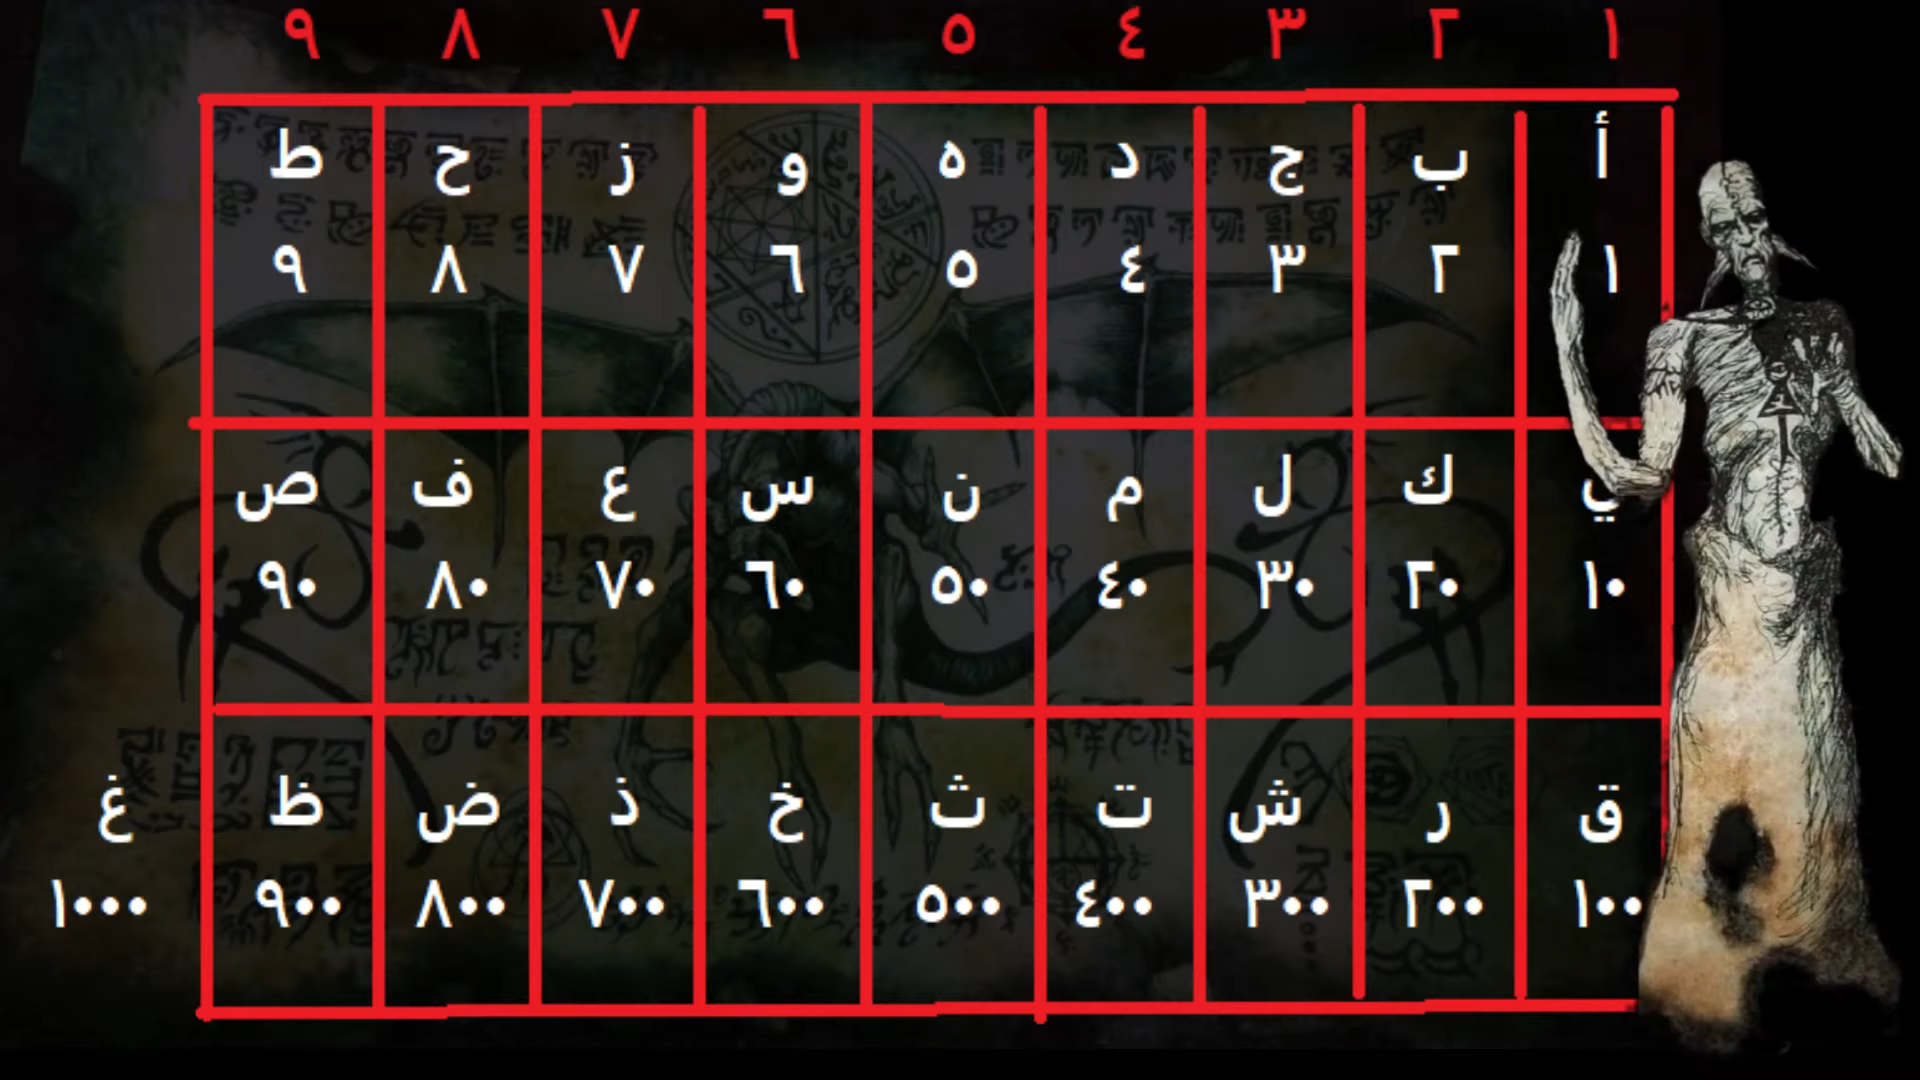 ١ ٢ ٣ ٤ ٥ ٦ ٧ ٨ ٩
أ ب ج د ه و ز ح ط
١ ٢ ٣ ٤ ٥ ٦ ٧ ٨ ٩
ي ك ل م ن س ع ف ص
١٠ ٢٠ ٣٠ ٤٠ ٥٠ ٦٠ ٧٠ ٨٠ ٩٠
ق ر ش ت ث خ ذ ض ظ غ
١٠٠ ٢٠٠ ٣٠٠ ٤٠٠ ٥٠٠ ٦٠٠ ٧٠٠ ٨٠٠ ٩٠٠ ١٠٠٠